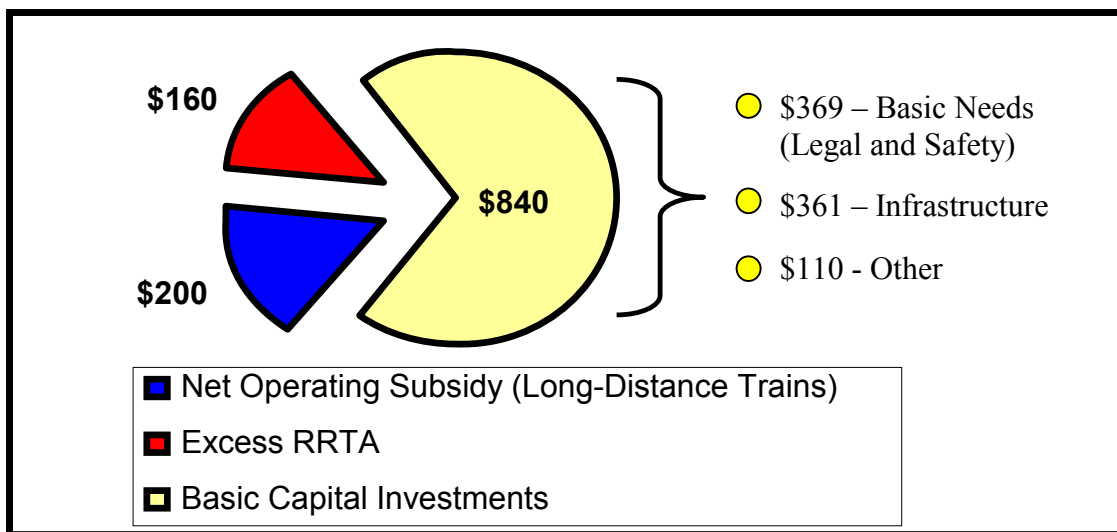 $160
$840
$200
$369 – Basic Needs
(Legal and Safety)
$361 – Infrastructure
$110 - Other
Net Operating Subsidy (Long-Distance Trains)
Excess RRTA
Basic Capital Investments